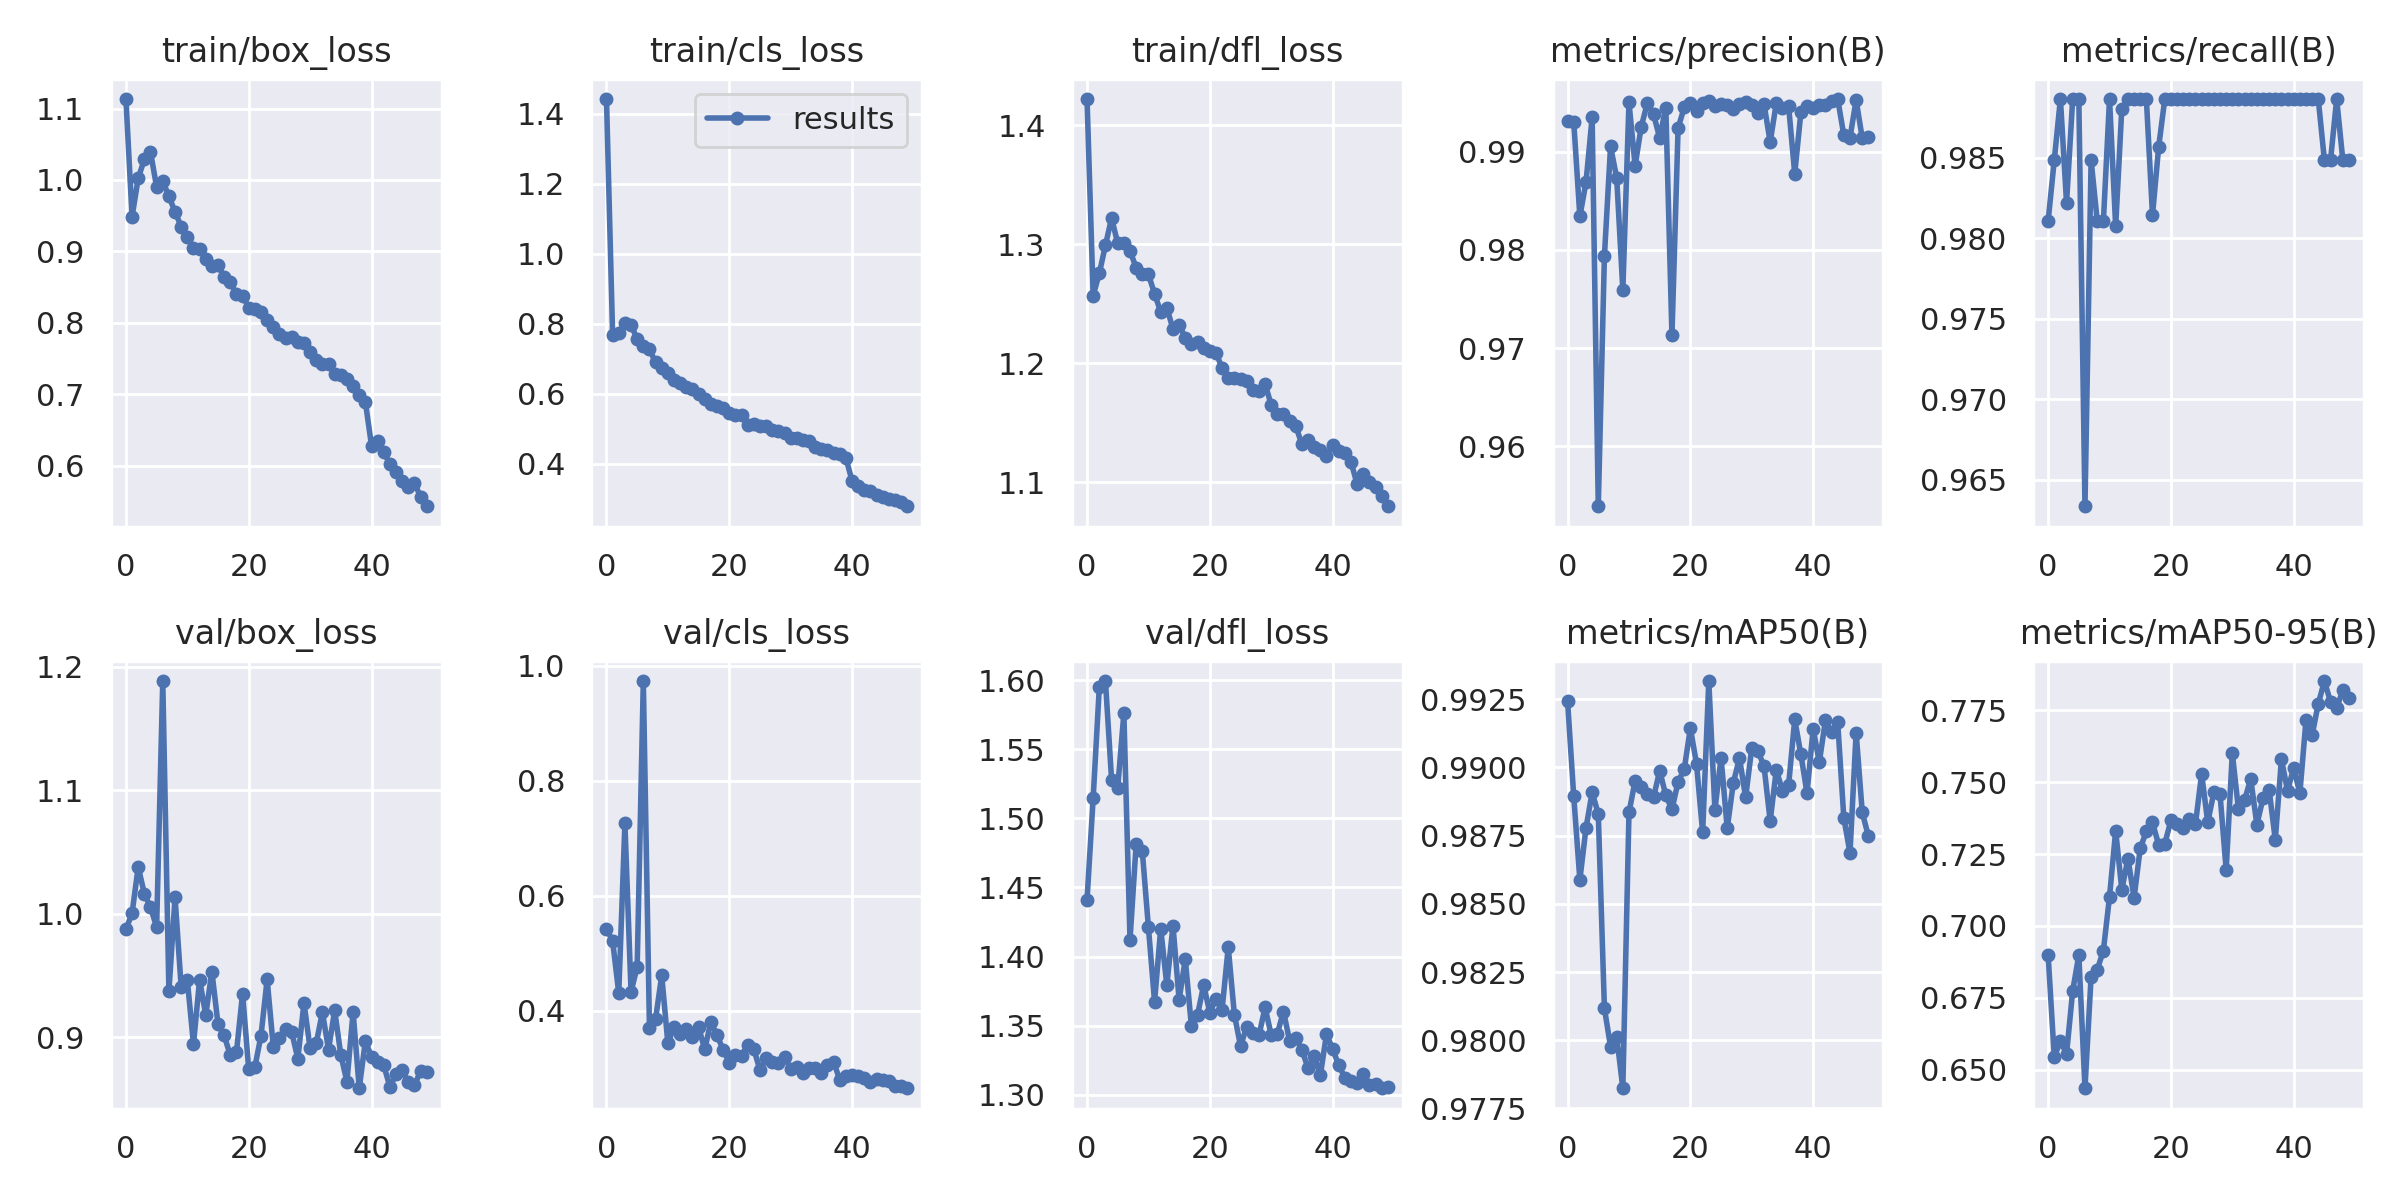 train/box_loss
1.1
1.0
0.9
0.8
0.7
0.6
0 20 40
train/cls_loss
results
1.4
1.2
1.0
0.8
0.6
0.4
0 20 40
train/dfl_loss
1.4
1.3
1.2
1.1
0 20 40
metrics/precision(B)
0.99
0.98
0.97
0.96
0 20 40
metrics/recall(B)
0.985
0.980
0.975
0.970
0.965
0 20 40
val/box_loss
1.2
1.1
1.0
0.9
0 20 40
val/cls_loss
1.0
0.8
0.6
0.4
0 20 40
val/dfl_loss
1.60
1.55
1.50
1.45
1.40
1.35
1.30
0 20 40
metrics/mAP50(B)
0.9925
0.9900
0.9875
0.9850
0.9825
0.9800
0.9775
0 20 40
metrics/mAP50-95(B)
0.775
0.750
0.725
0.700
0.675
0.650
0 20 40